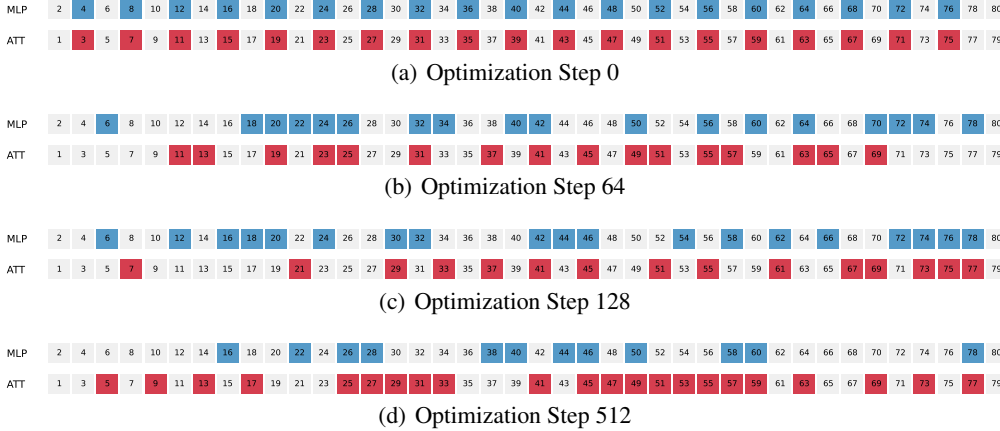 MLP 2 4 6 8 10 12 14 16 18 20 22 24 26 28 30 32 34 36 38 40 42 44 46 48 50 52 54 56 58 60 62 64 66 68 70 72 74 76 78 80
ATT 1 3 5 7 9 11 13 15 17 19 21 23 25 27 29 31 33 35 37 39 41 43 45 47 49 51 53 55 57 59 61 63 65 67 69 71 73 75 77 79
(a) Optimization Step 0
MLP 2 4 6 8 10 12 14 16 18 20 22 24 26 28 30 32 34 36 38 40 42 44 46 48 50 52 54 56 58 60 62 64 66 68 70 72 74 76 78 80
ATT 1 3 5 7 9 11 13 15 17 19 21 23 25 27 29 31 33 35 37 39 41 43 45 47 49 51 53 55 57 59 61 63 65 67 69 71 73 75 77 79
(b) Optimization Step 64
MLP 2 4 6 8 10 12 14 16 18 20 22 24 26 28 30 32 34 36 38 40 42 44 46 48 50 52 54 56 58 60 62 64 66 68 70 72 74 76 78 80
ATT 1 3 5 7 9 11 13 15 17 19 21 23 25 27 29 31 33 35 37 39 41 43 45 47 49 51 53 55 57 59 61 63 65 67 69 71 73 75 77 79
(c) Optimization Step 128
MLP 2 4 6 8 10 12 14 16 18 20 22 24 26 28 30 32 34 36 38 40 42 44 46 48 50 52 54 56 58 60 62 64 66 68 70 72 74 76 78 80
ATT 1 3 5 7 9 11 13 15 17 19 21 23 25 27 29 31 33 35 37 39 41 43 45 47 49 51 53 55 57 59 61 63 65 67 69 71 73 75 77 79
(d) Optimization Step 512